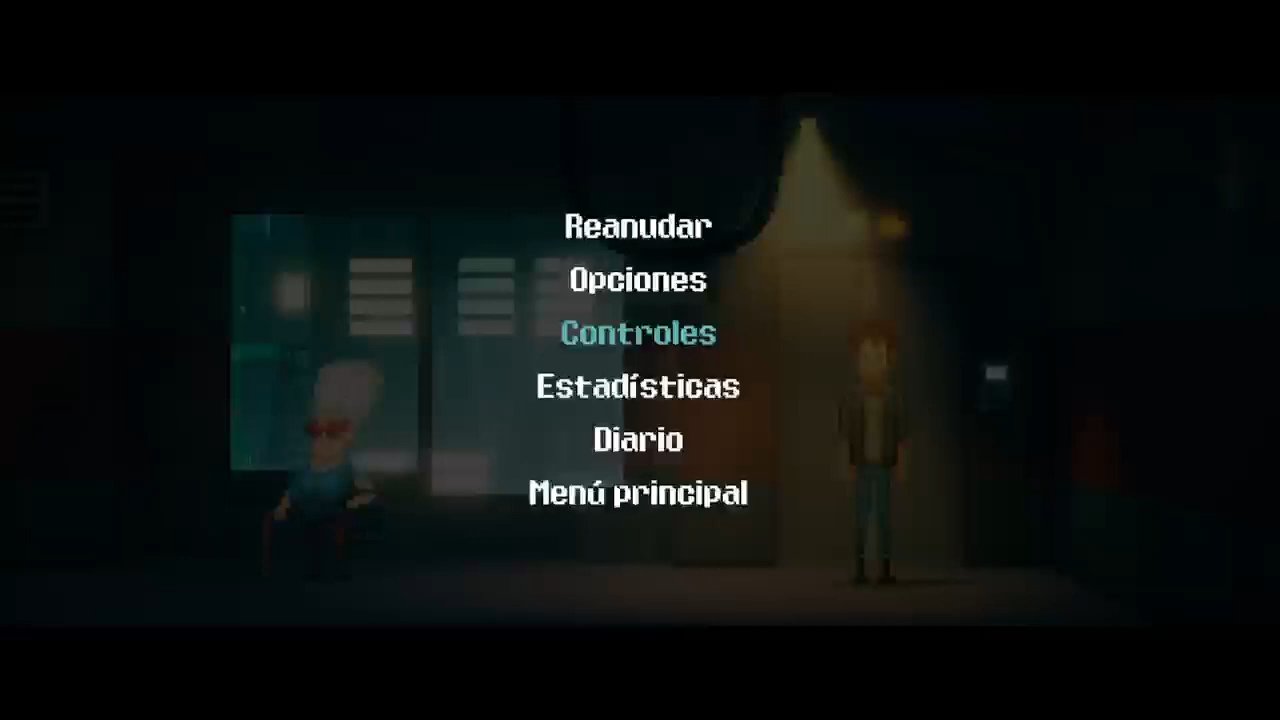 Reanudar
Opciones
Controles
Estadísticas
Diario
Menú principal